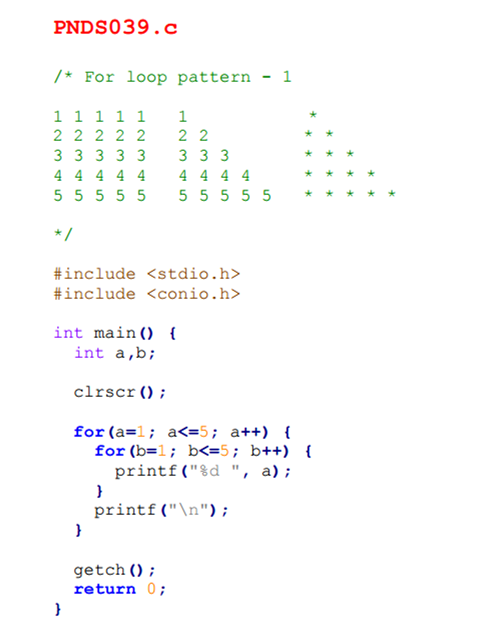 PNDS039.c
/* For loop pattern - 1
1 1 1 1 1   1            *
2 2 2 2 2   2 2         * *
3 3 3 3 3   3 3 3       * * *
4 4 4 4 4   4 4 4 4     * * * *
5 5 5 5 5   5 5 5 5 5   * * * * *
*/
#include <stdio.h>
#include <conio.h>
int main() {
  int a,b;
  clrscr();
  for(a=1; a<=5; a++) {
    for(b=1; b<=5; b++) {
      printf("%d ", a);
    }
    printf("\n");
  }
  getch();
  return 0;
}